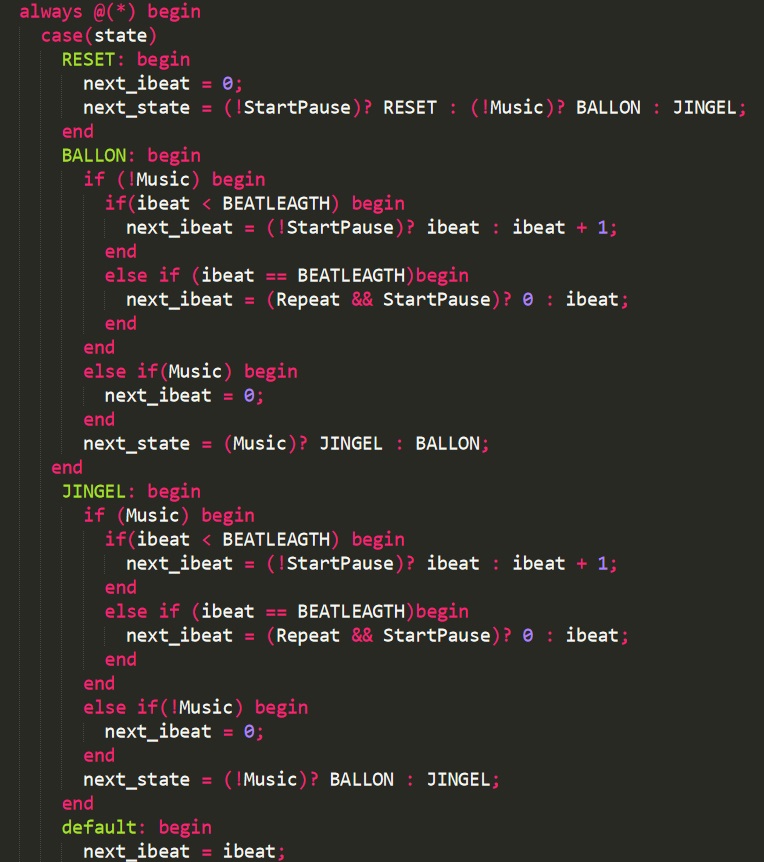 always @(*) begin
case(state)
RESET: begin
next_ibeat = 0;
next_state = (!StartPause)? RESET : (!Music)? BALLON : JINGEL;
end
BALLON: begin
if (!Music) begin
if(ibeat < BEATLEAGTH) begin
next_ibeat = (!StartPause)? ibeat : ibeat + 1;
end
else if (ibeat == BEATLEAGTH)begin
next_ibeat = (Repeat && StartPause)? 0 : ibeat;
end
end
else if(Music) begin
next_ibeat = 0;
end
next_state = (Music)? JINGEL : BALLON;
end
JINGEL: begin
if (Music) begin
if(ibeat < BEATLEAGTH) begin
next_ibeat = (!StartPause)? ibeat : ibeat + 1;
end
else if (ibeat == BEATLEAGTH)begin
next_ibeat = (Repeat && StartPause)? 0 : ibeat;
end
end
else if(!Music) begin
next_ibeat = 0;
end
next_state = (!Music)? BALLON : JINGEL;
end
default: begin
next_ibeat = ibeat;